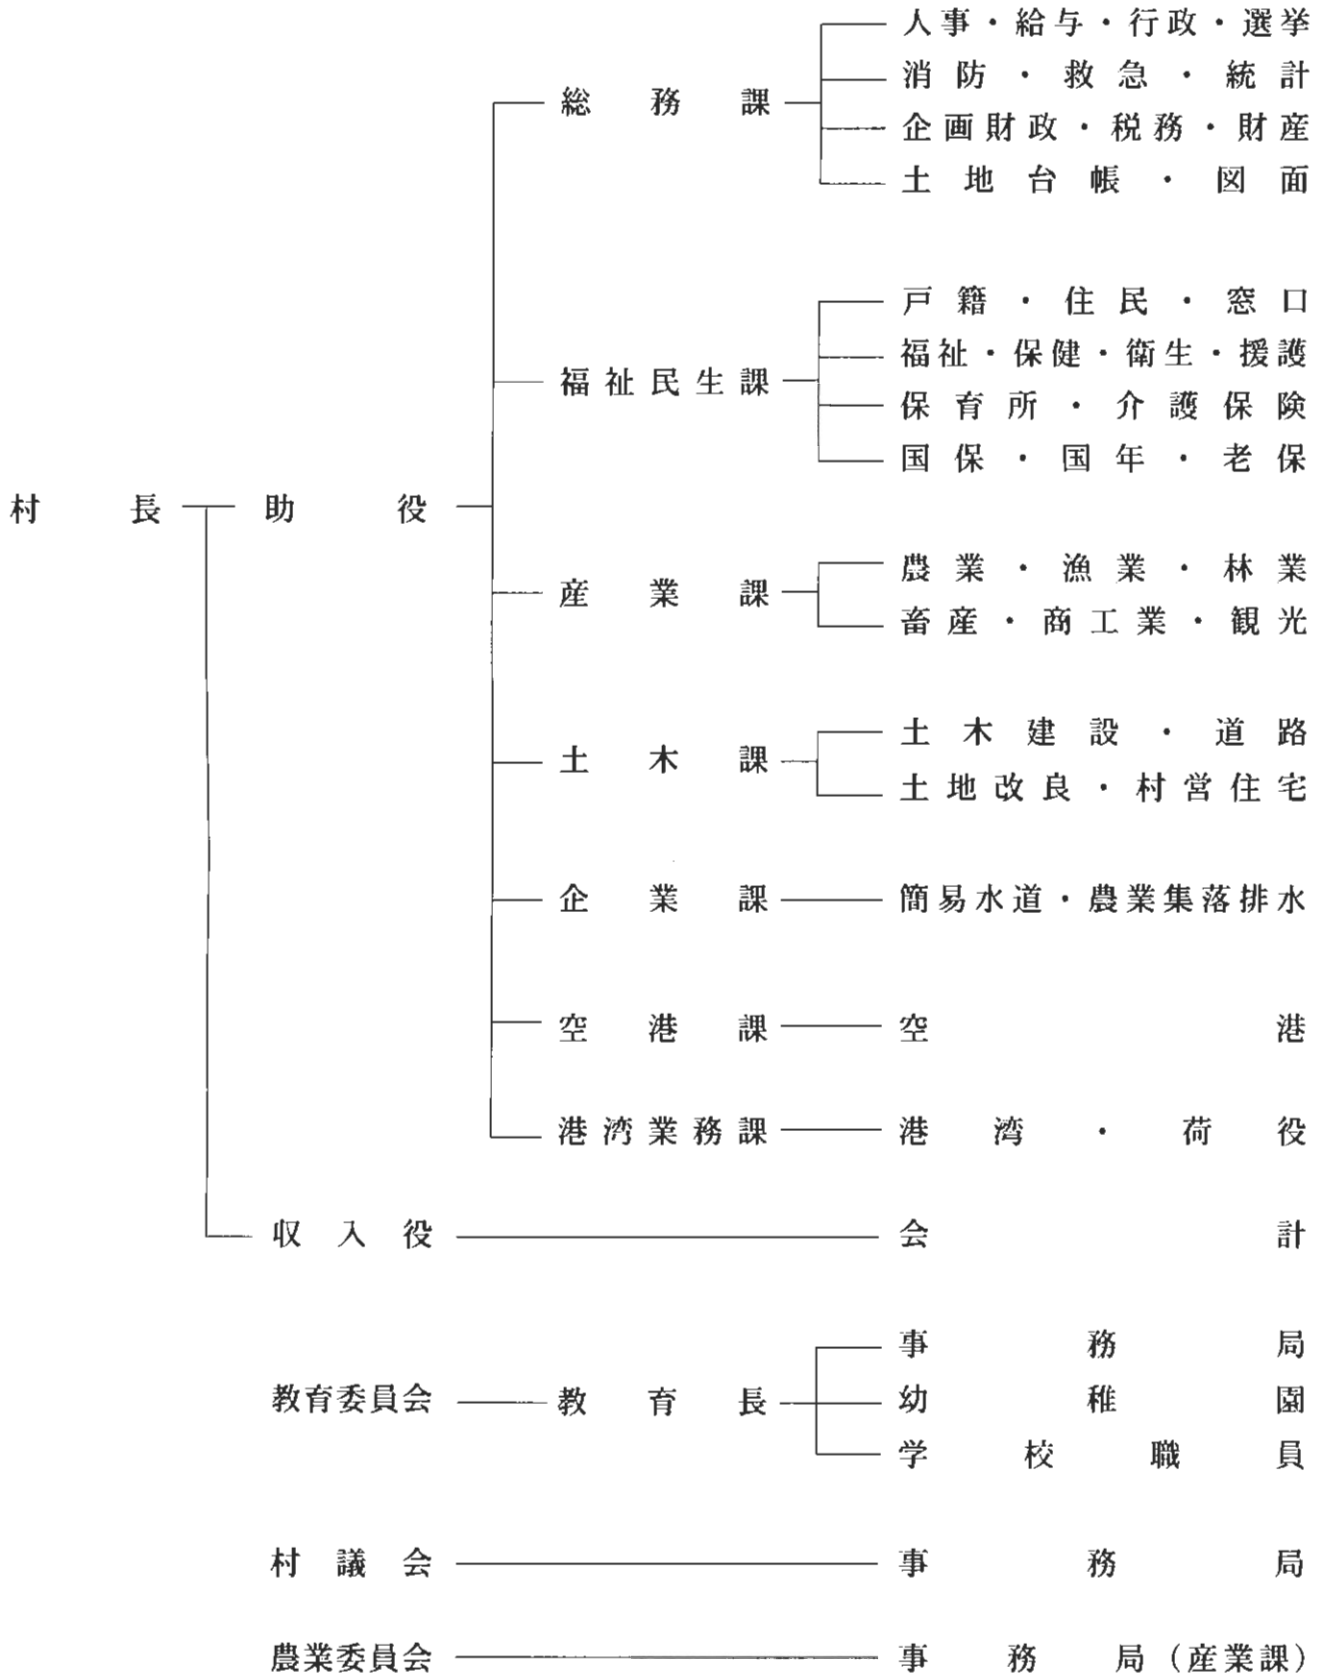 人事・給与・行政・選挙
総務課 消防・救急・統計
企画財政・税務・財産
土地台帳・図面
戸籍・住民・窓口
福祉・保健・衛生・援護
福祉民生課
保育所・介護保険
国保・国年・老保
村長 助役
農業・漁業・林業
産業課
畜産・商工業・観光
土木建設・道路
土木課
土地改良・村営住宅
企業課 簡易水道・農業集落排水
空港課 空港
港湾業務課 港湾・荷役
収入役 会計
事務局
教育委員会 教育長 幼稚園
学校職員
村議会 事務局
農業委員会 事務局(産業課)